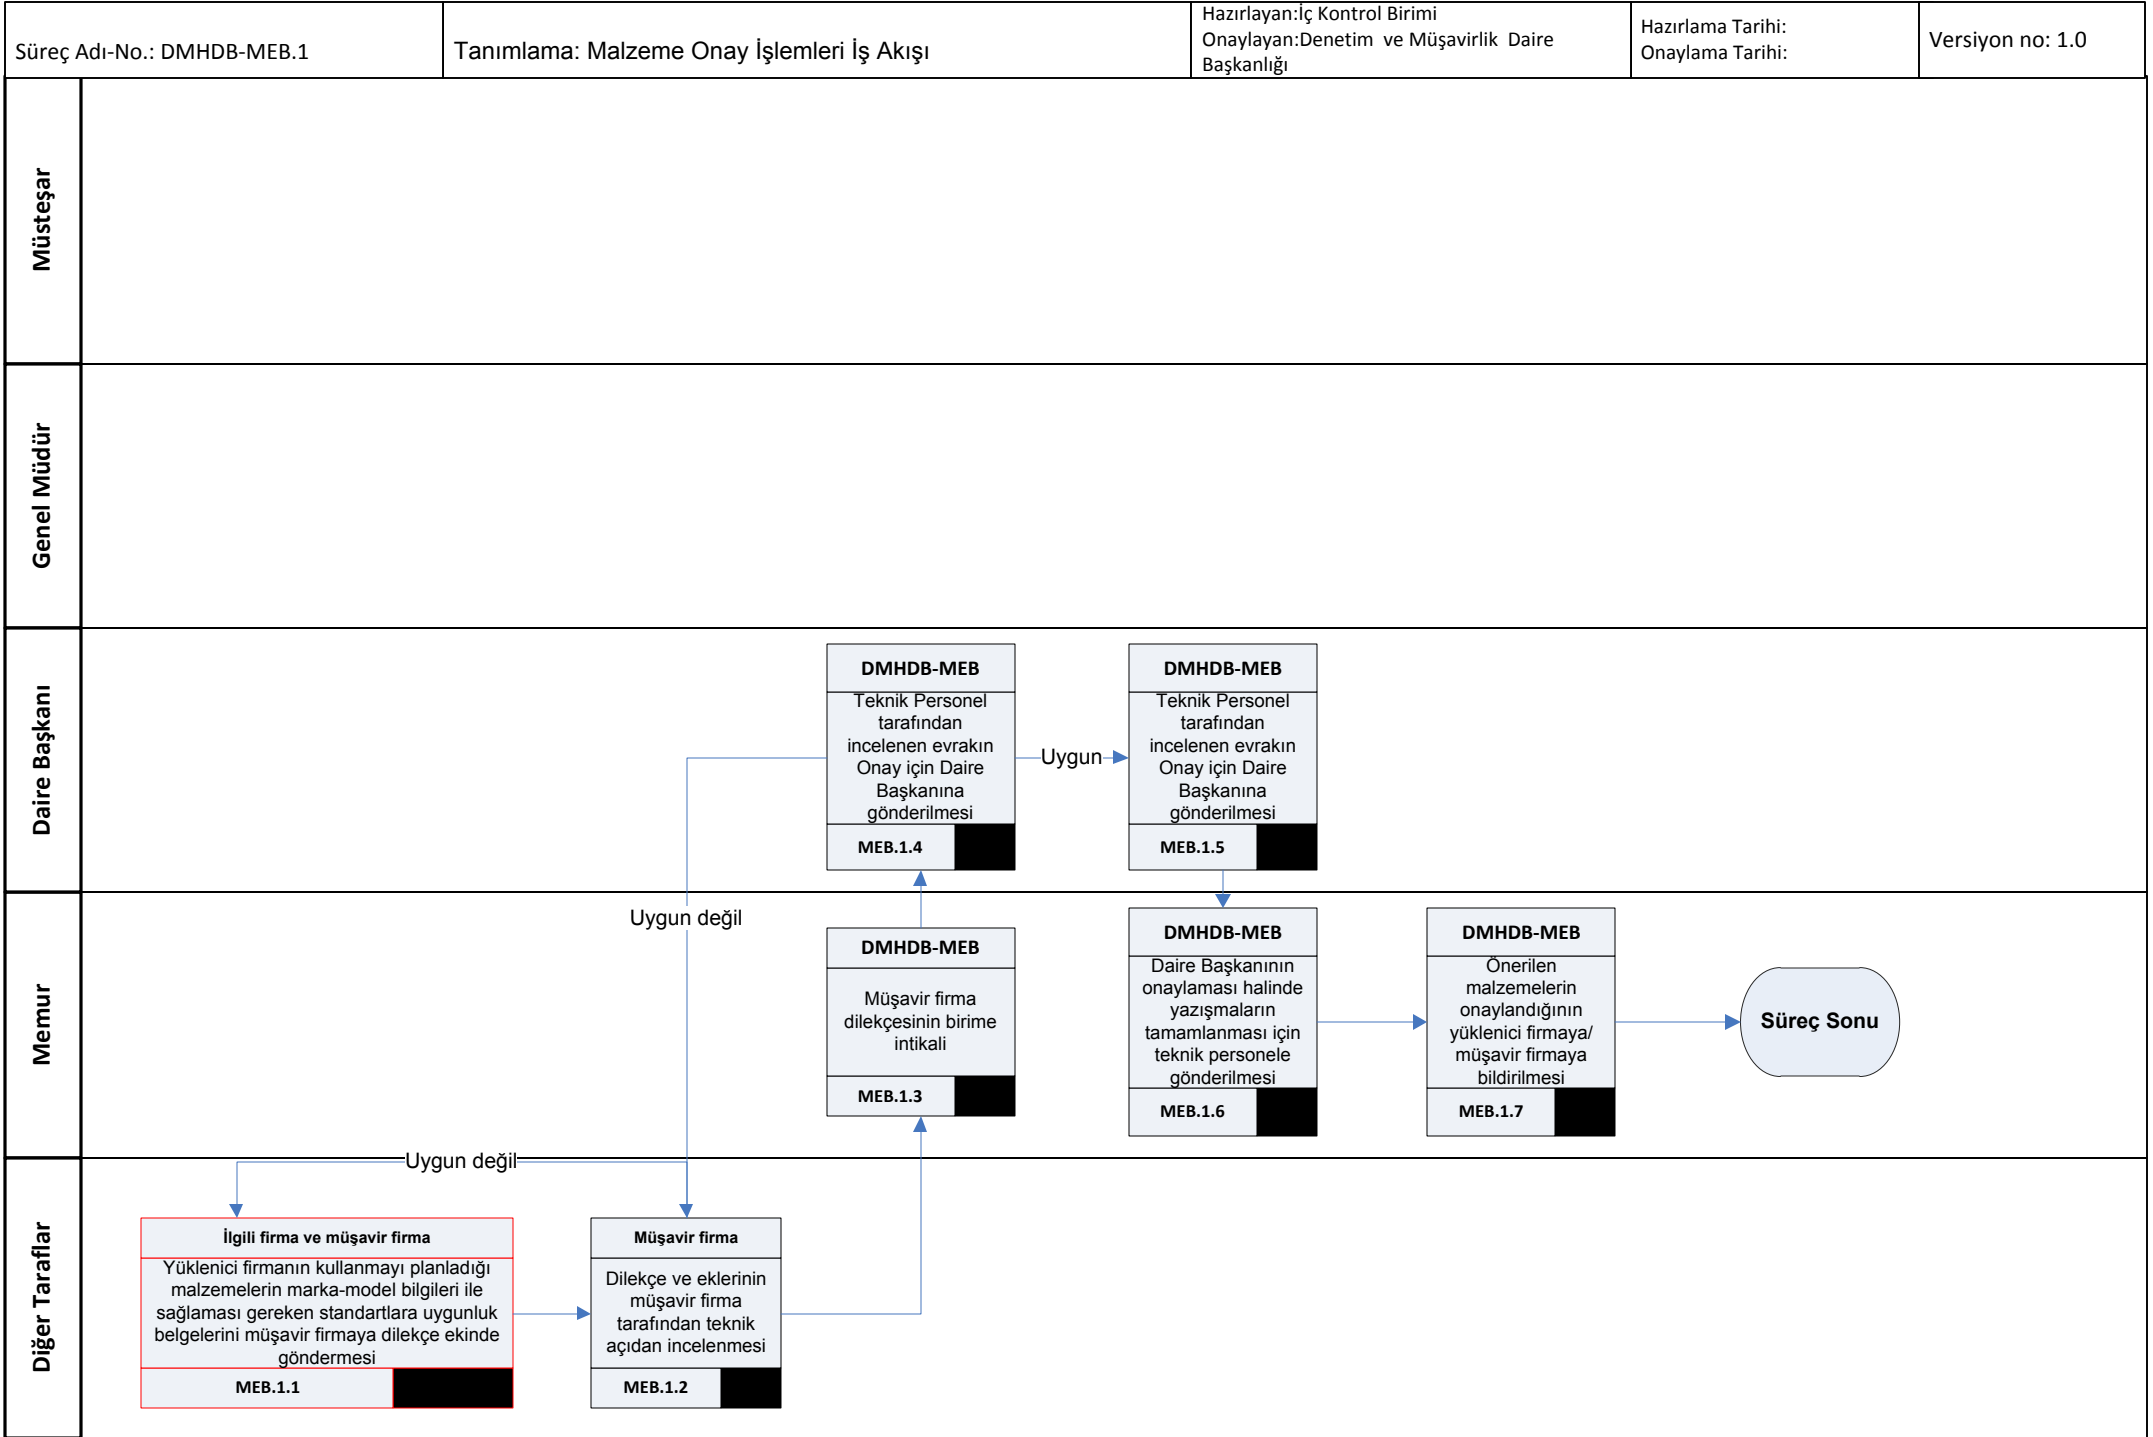 Süreç Adı-No.: DMHDB-MEB.1
Tanımlama: Malzeme Onay İşlemleri İş Akışı
Hazırlayan:İç Kontrol Birimi
Onaylayan:Denetim ve Müşavirlik Daire
Başkanlığı
Hazırlama Tarihi:
Onaylama Tarihi:
Versiyon no: 1.0
Müsteşar
Genel Müdür
Daire Başkanı
DMHDB-MEB
Teknik Personel
tarafından
incelenen evrakın
Onay için Daire
Başkanına
gönderilmesi
MEB.1.4
Uygun
DMHDB-MEB
Teknik Personel
tarafından
incelenen evrakın
Onay için Daire
Başkanına
gönderilmesi
MEB.1.5
Memur
Uygun değil
DMHDB-MEB
Müşavir firma
dilekçesinin birime
intikali
MEB.1.3
DMHDB-MEB
Daire Başkanının
onaylaması halinde
yazışmaların
tamamlanması için
teknik personele
gönderilmesi
MEB.1.6
DMHDB-MEB
Önerilen
malzemelerin
onaylandığının
yüklenici firmaya/
müşavir firmaya
bildirilmesi
MEB.1.7
Süreç Sonu
Diğer Taraflar
Uygun değil
İlgili firma ve müşavir firma
Yüklenici firmanın kullanmayı planladığı
malzemelerin marka-model bilgileri ile
sağlaması gereken standartlara uygunluk
belgelerini müşavir firmaya dilekçe ekinde
göndermesi
MEB.1.1
Müşavir firma
Dilekçe ve eklerinin
müşavir firma
tarafından teknik
açıdan incelenmesi
MEB.1.2